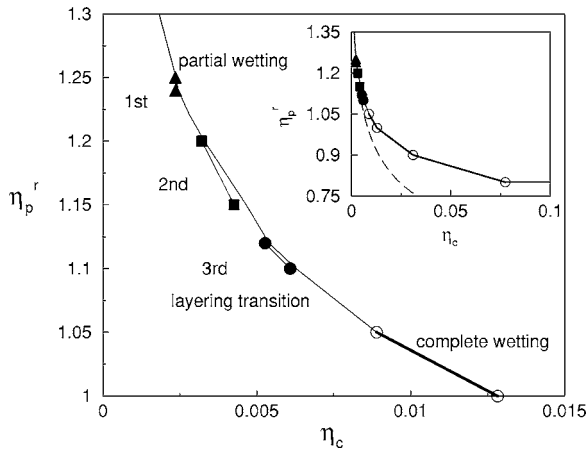 1.3
1.25
1.2
1.15
1.1
1.05
1
η_p^r
0
0.005
0.01
0.015
η_c
partial wetting
1st
2nd
3rd
layering transition
complete wetting
1.35
1.2
1.05
0.9
0.75
η_p^r
0
0.05
0.1
η_c